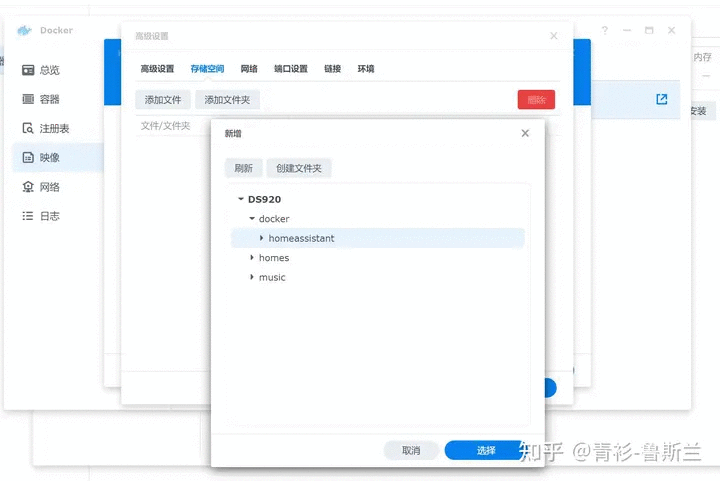 Docker
高级设置
总览
容器
注册表
映像
网络
日志
高级设置 存储空间 网络 端口设置 链接 环境
添加文件 添加文件夹 删除
文件/文件夹
内存
安装
新增
刷新 创建文件夹
DS920
docker
homeassistant
homes
music
取消 选择
知乎 @青衫-鲁斯兰